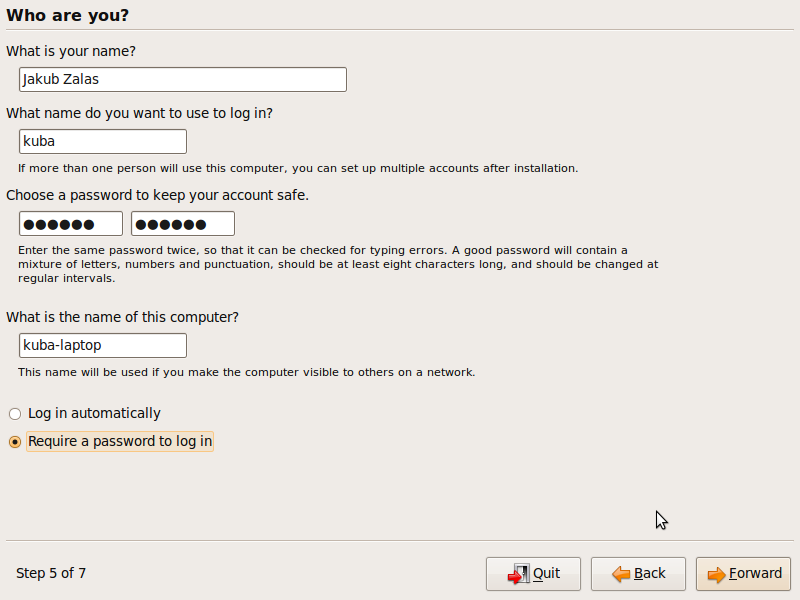 Who are you?
What is your name?
Jakub Zalas
What name do you want to use to log in?
kuba
If more than one person will use this computer, you can set up multiple accounts after installation.
Choose a password to keep your account safe.
●●●●●● ●●●●●●
Enter the same password twice, so that it can be checked for typing errors. A good password will contain a
mixture of letters, numbers and punctuation, should be at least eight characters long, and should be changed at
regular intervals.
What is the name of this computer?
kuba-laptop
This name will be used if you make the computer visible to others on a network.
Log in automatically
Require a password to log in
Step 5 of 7 Quit Back Forward